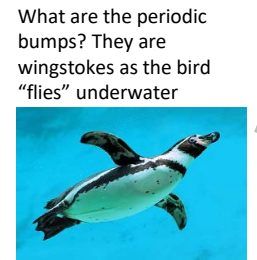 What are the periodic
bumps? They are
wingstokes as the bird
“flies” underwater